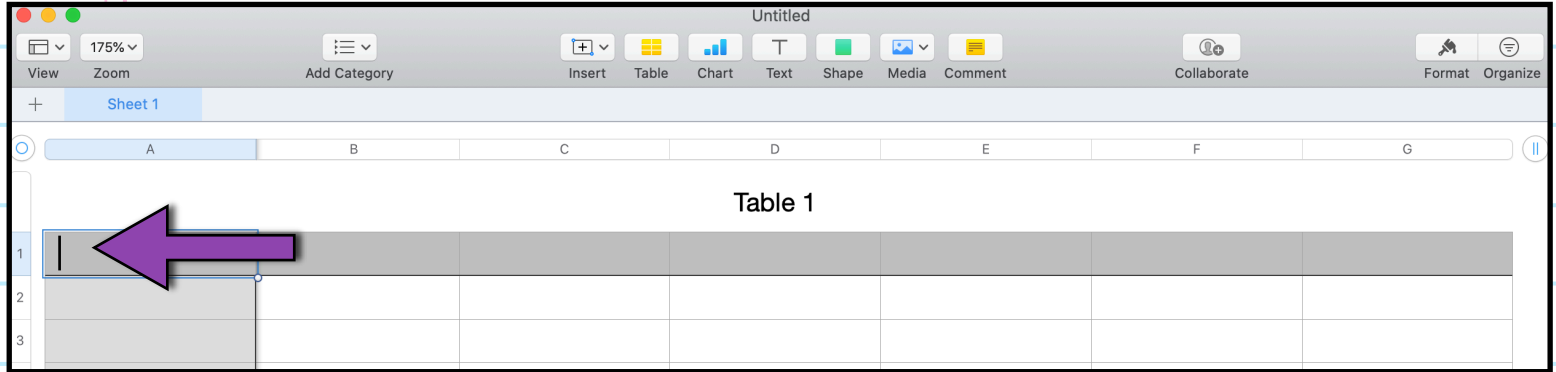 Untitled
175%
View Zoom Add Category Insert Table Chart Text Shape Media Comment Collaborate Format Organize
+ Sheet 1
A B C D E F G
Table 1
1
2
3